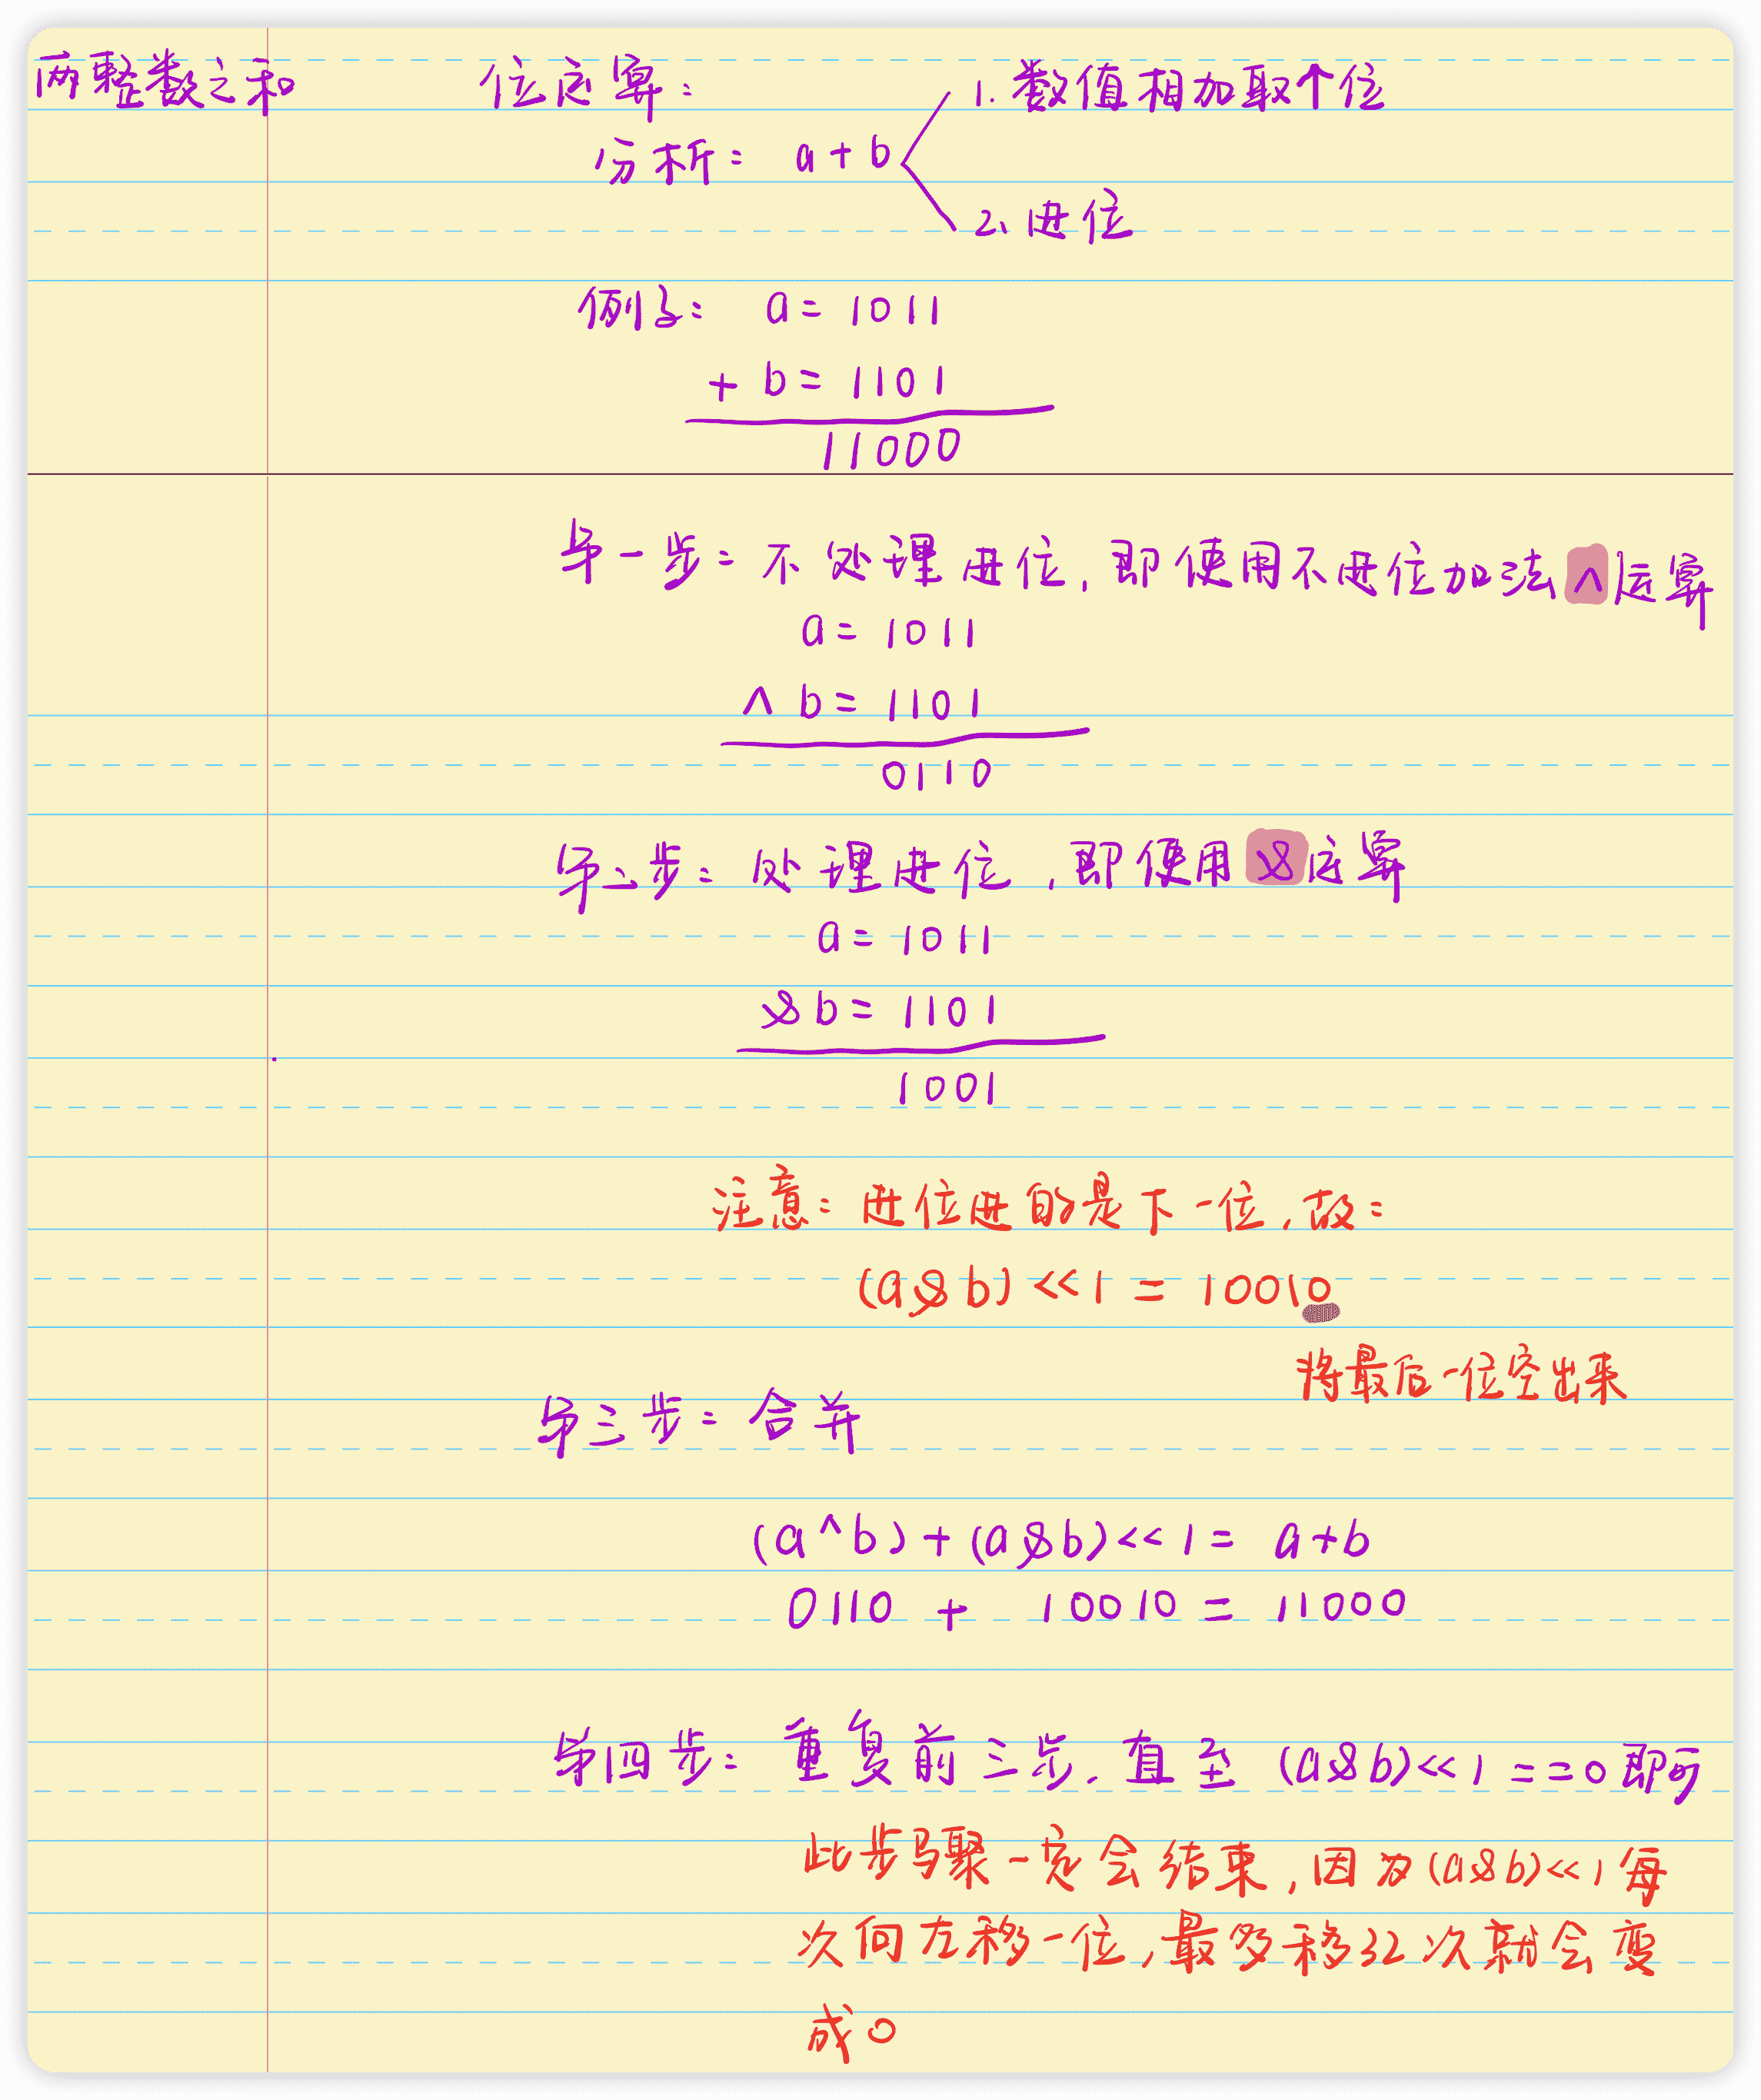 两整数之和
位运算：
分析： a + b
1. 数值相加取个位
2. 进位
例子： a = 1011
+ b = 1101
11000
第一步： 不处理进位，即使用不进位加法 ^ 运算
a = 1011
^ b = 1101
0110
第二步： 处理进位，即使用 & 运算
a = 1011
& b = 1101
1001
注意： 进位进的是下一位，故：
(a & b) << 1 = 10010
将最后一位空出来
第三步： 合并
(a ^ b) + (a & b) << 1 = a + b
0110 + 10010 = 11000
第四步： 重复前三步，直至 (a & b) << 1 == 0 即可
此步骤一定会结束，因为 (a & b) << 1 每
次向左移一位，最多移32次就会变
成0